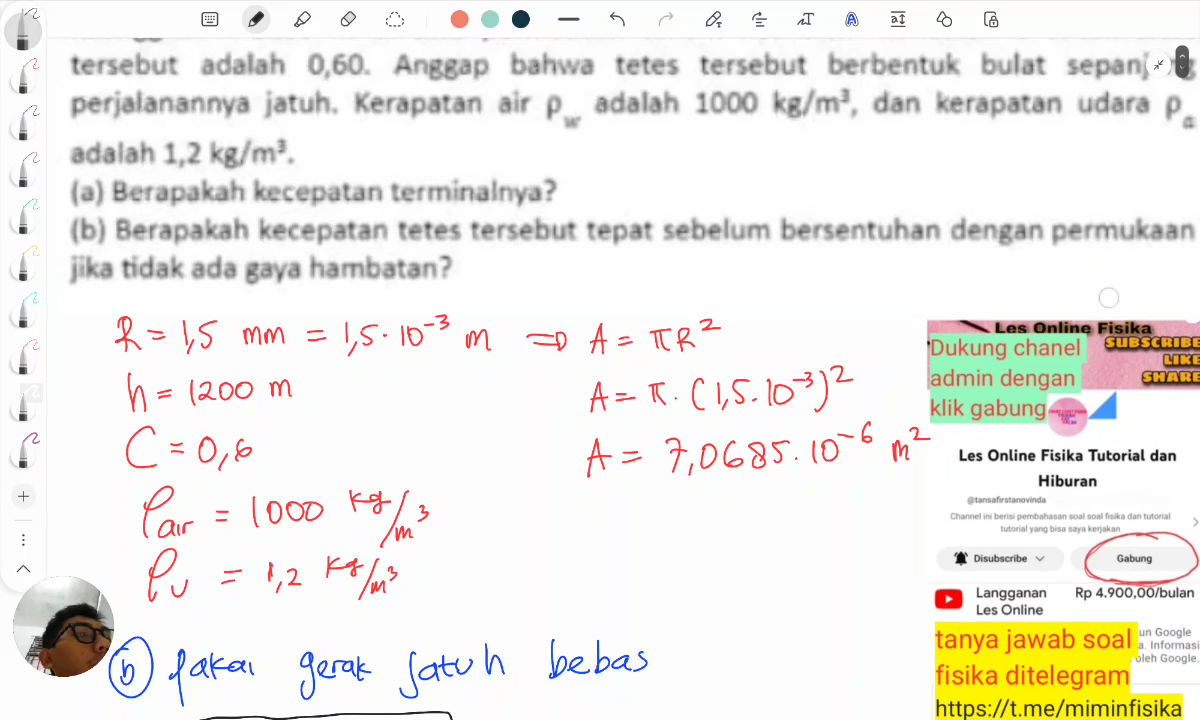 tersebut adalah 0,60. Anggap bahwa tetes tersebut berbentuk bulat
perjalanannya jatuh. Kerapatan air ρw adalah 1000 kg/m³, dan kerapatan udara ρa
adalah 1,2 kg/m³.
(a) Berapakah kecepatan terminalnya?
(b) Berapakah kecepatan tetes tersebut tepat sebelum bersentuhan dengan permukaan
jika tidak ada gaya hambatan?
R = 1,5 mm = 1,5 · 10⁻³ m ⇒ A = πR²
h = 1200 m
A = π · (1,5 · 10⁻³)²
C = 0,6
A = 7,0685 · 10⁻⁶ m²
ρair = 1000 kg/m³
ρu = 1,2 kg/m³
ⓑ pakai gerak jatuh bebas
Les Online Fisika
SUBSCRIBE
LIKE
SHARE
Dukung chanel
admin dengan
klik gabung
Les Online Fisika Tutorial dan
Hiburan
@tansafirstanovinda
Channel ini berisi pembahasan soal soal fisika dan tutorial
tutorial yang bisa saya kerjakan
Disubscribe
Gabung
Langganan
Les Online
Rp 4.900,00/bulan
un Google
a. Informasi
oleh Google.
tanya jawab soal
fisika ditelegram
https://t.me/miminfisika